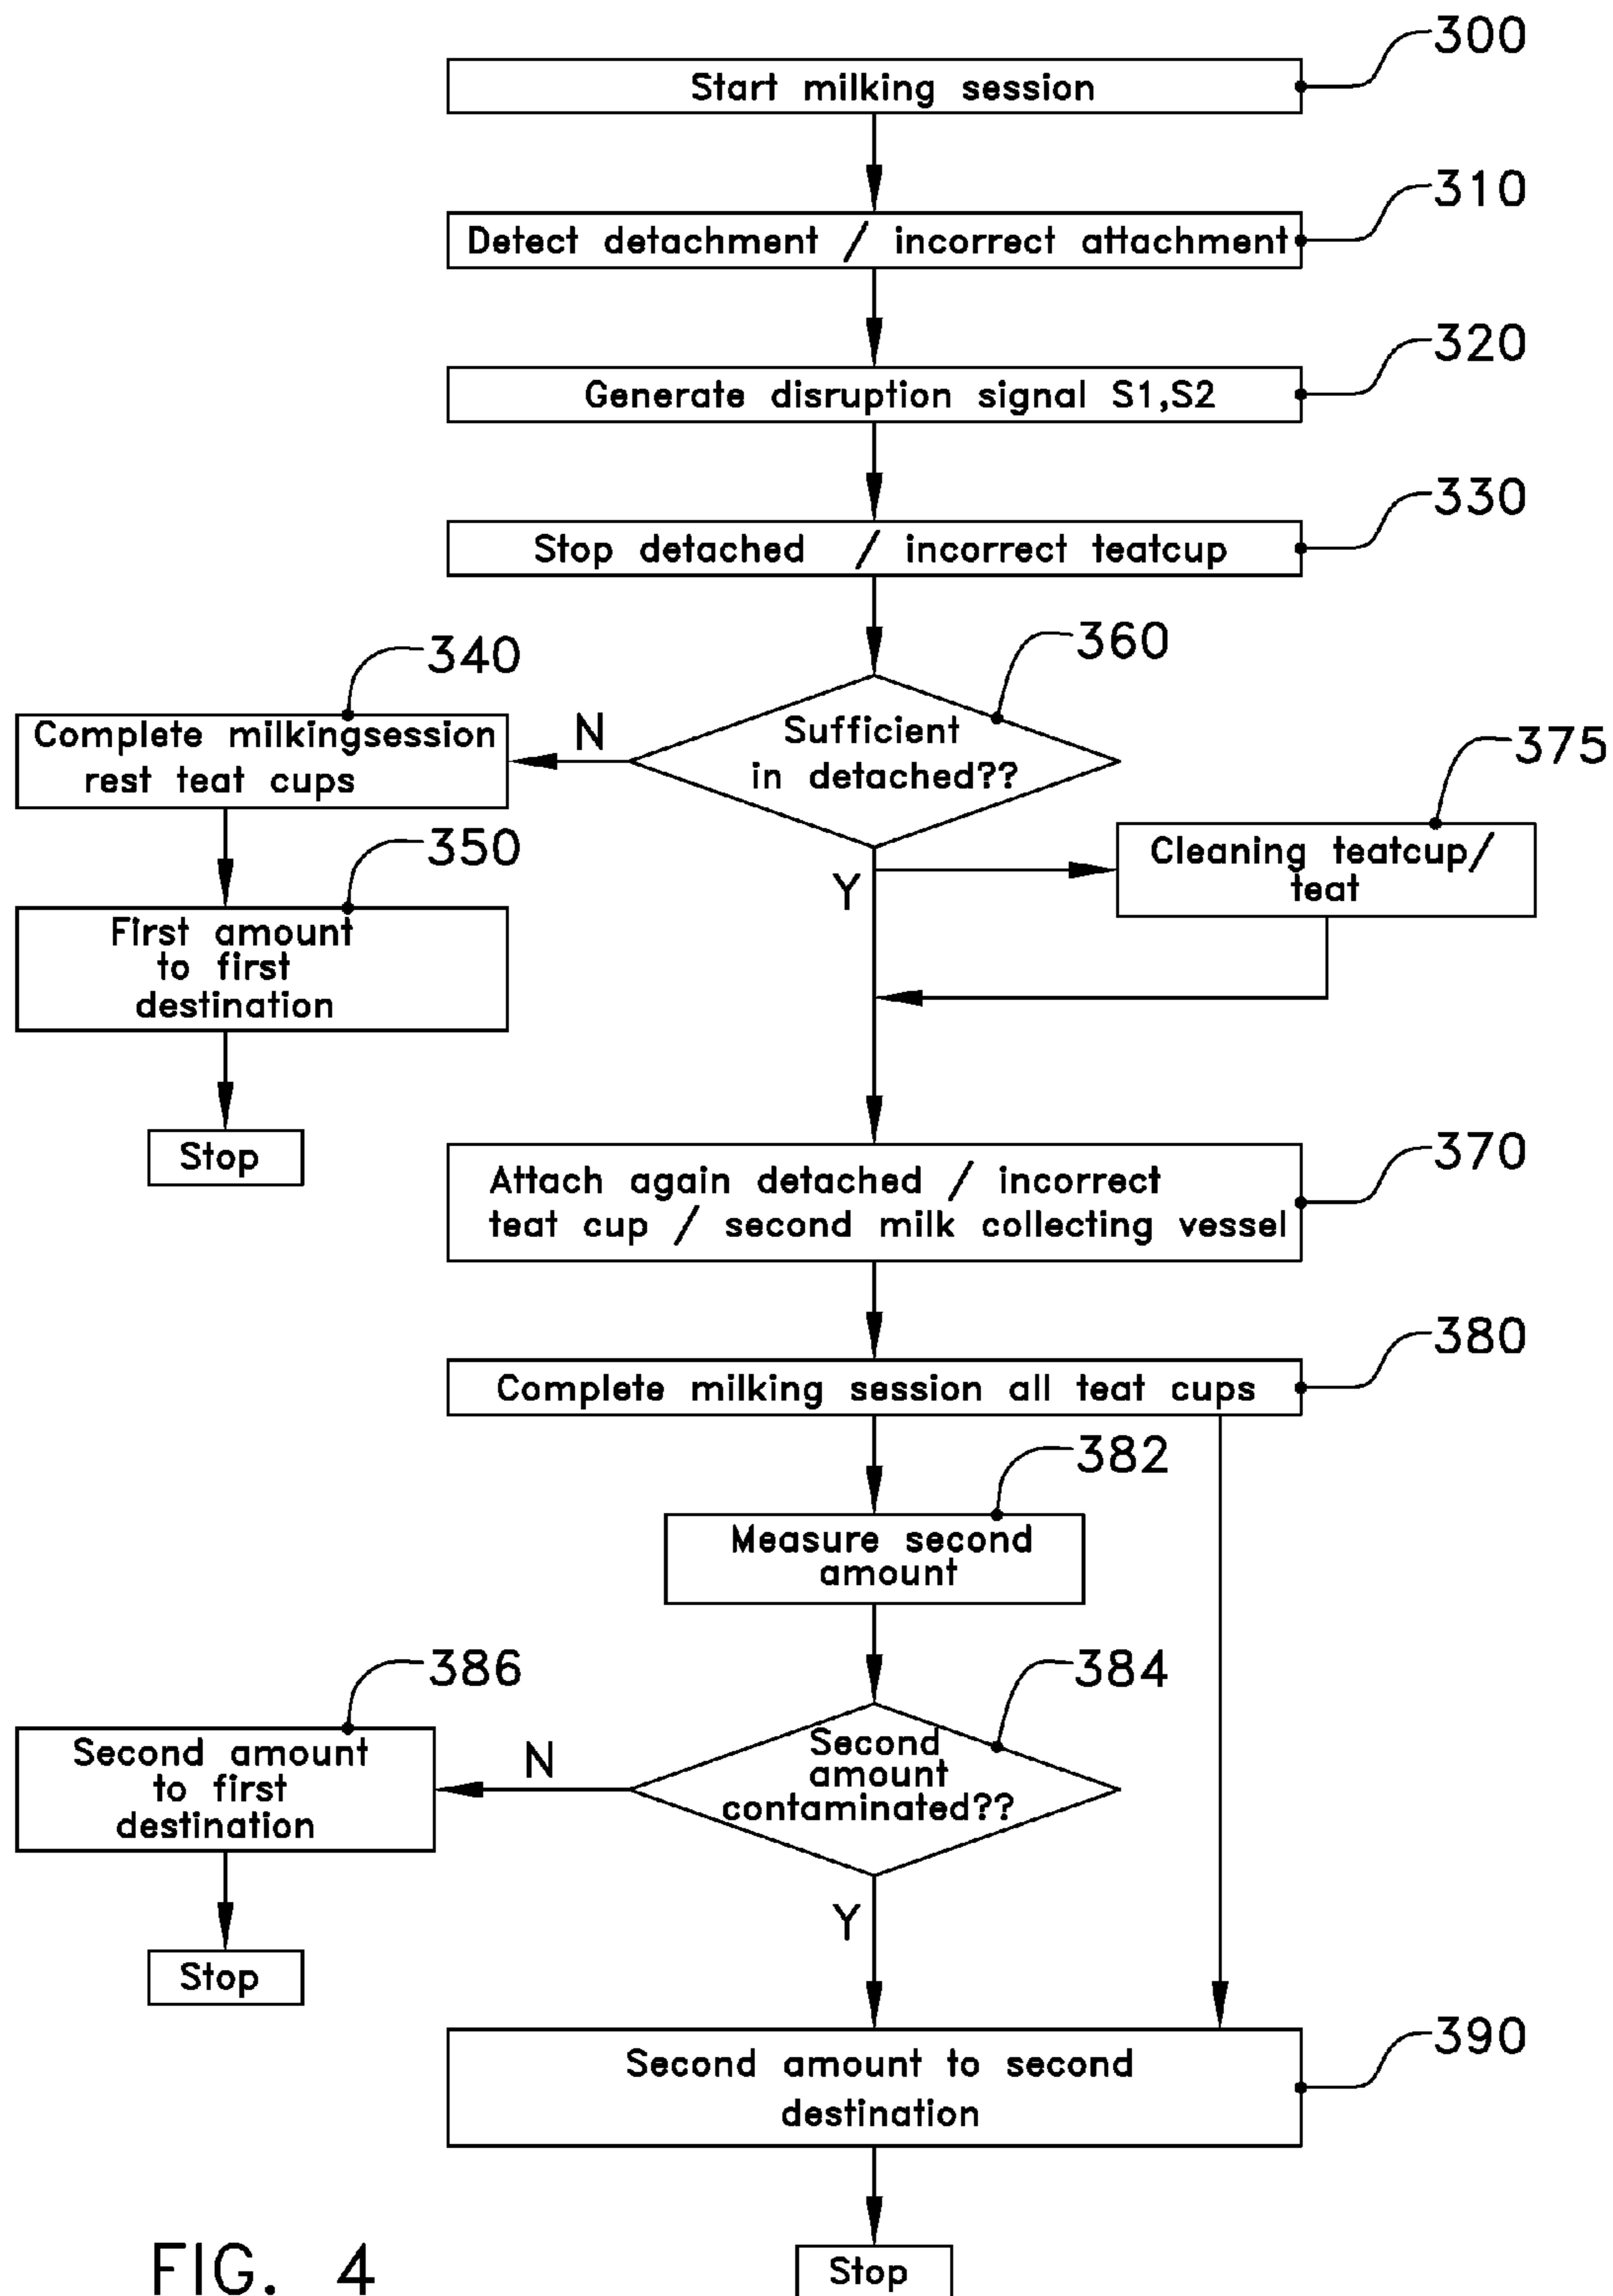 300
Start milking session
310
Detect detachment / incorrect attachment
320
Generate disruption signal S1,S2
330
Stop detached / incorrect teatcup
360
340
Sufficient
in detached??
N
Complete milkingsession
rest teat cups
375
Cleaning teatcup/
teat
Y
350
First amount
to first
destination
Stop
370
Attach again detached / incorrect
teat cup / second milk collecting vessel
380
Complete milking session all teat cups
382
Measure second
amount
384
386
Second
amount
contaminated??
N
Second amount
to first
destination
Y
Stop
390
Second amount to second
destination
Stop
FIG. 4